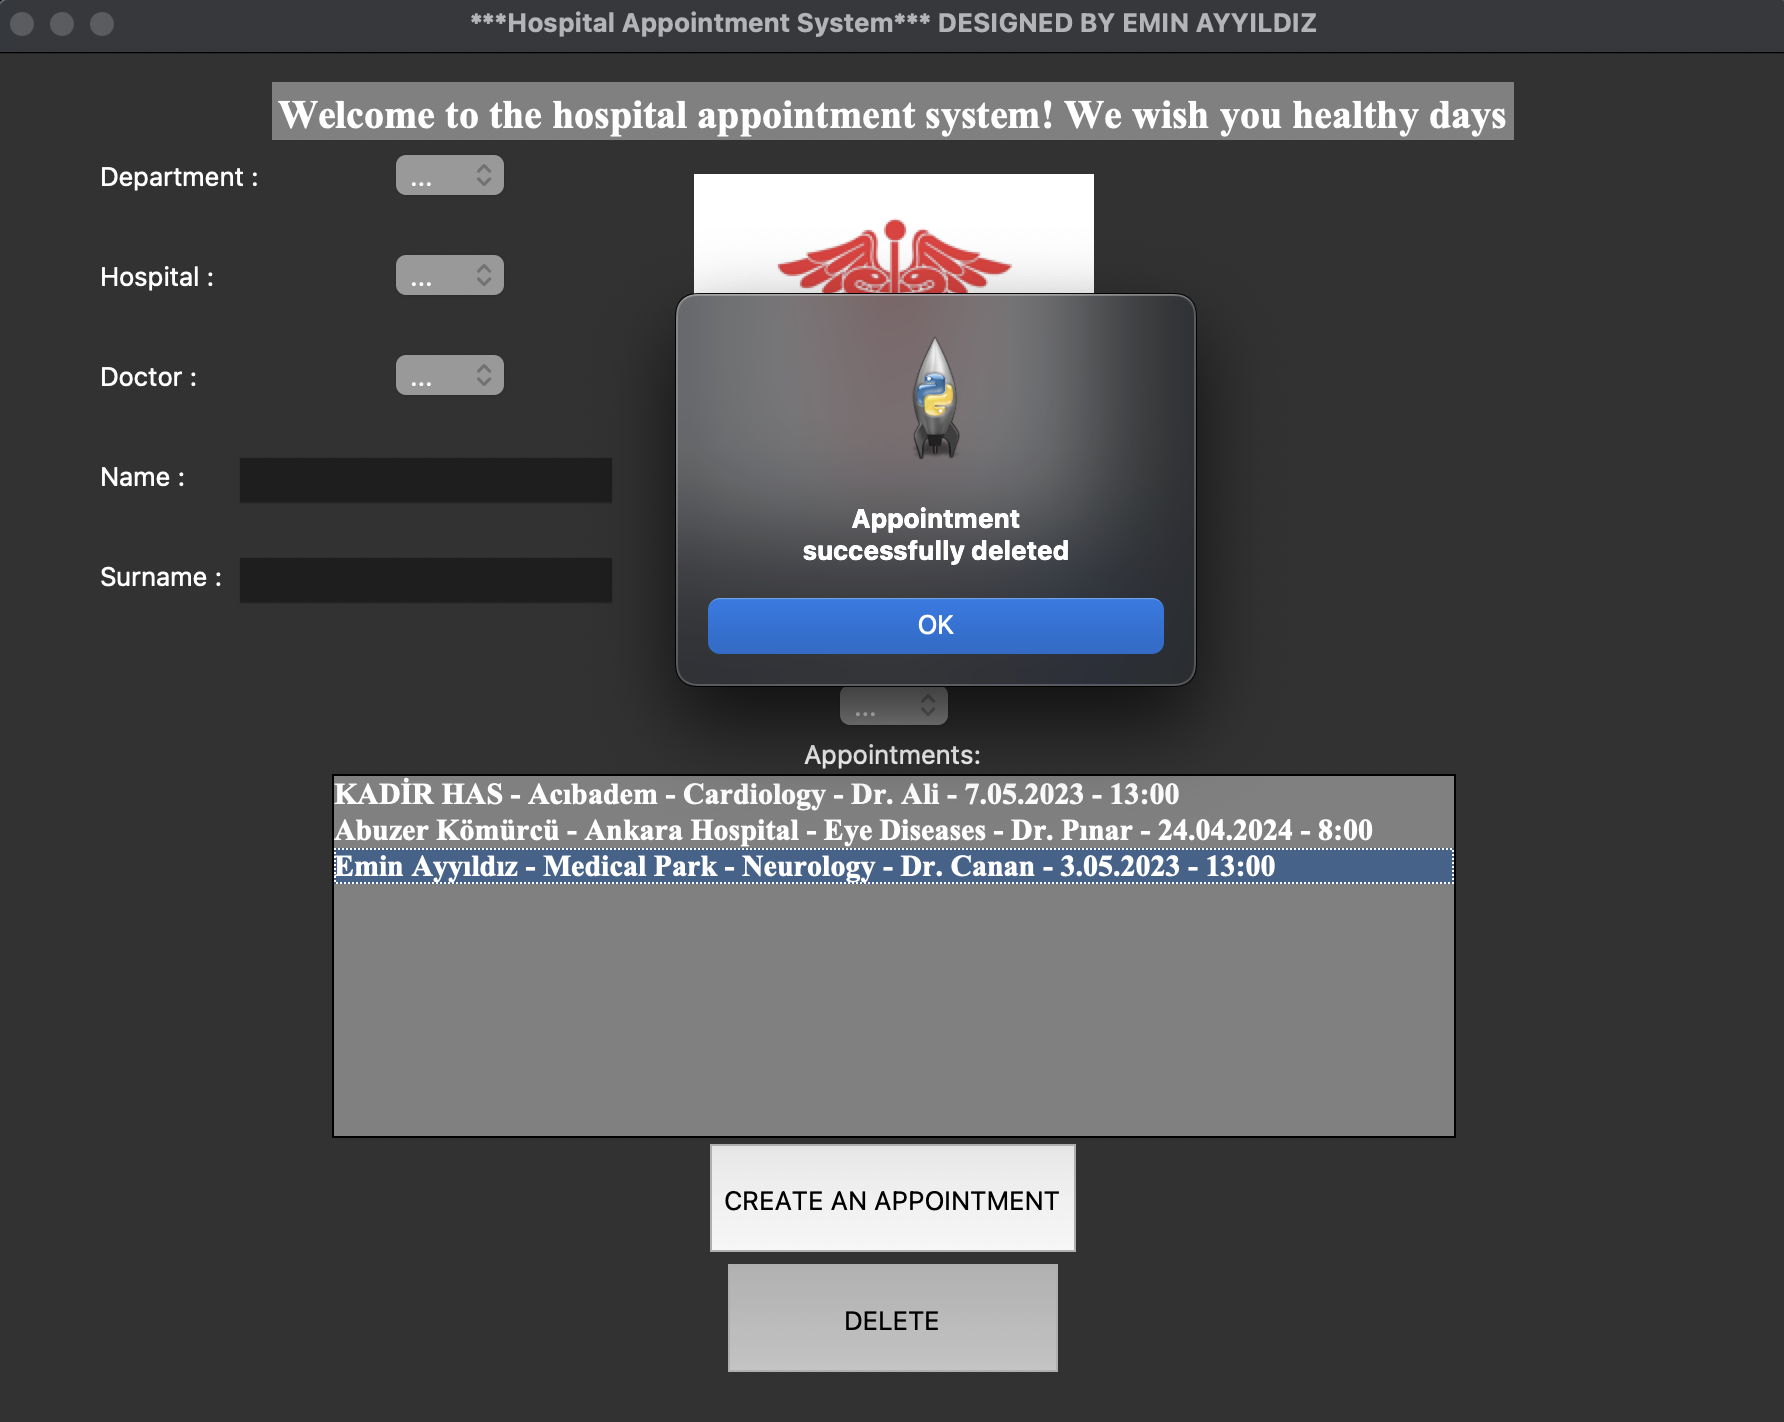 ***Hospital Appointment System*** DESIGNED BY EMIN AYYILDIZ
Welcome to the hospital appointment system! We wish you healthy days
Department :
...
Hospital :
...
Doctor :
...
Name :
Surname :
Appointment
successfully deleted
OK
...
Appointments:
KADİR HAS - Acıbadem - Cardiology - Dr. Ali - 7.05.2023 - 13:00
Abuzer Kömürcü - Ankara Hospital - Eye Diseases - Dr. Pınar - 24.04.2024 - 8:00
Emin Ayyıldız - Medical Park - Neurology - Dr. Canan - 3.05.2023 - 13:00
CREATE AN APPOINTMENT
DELETE